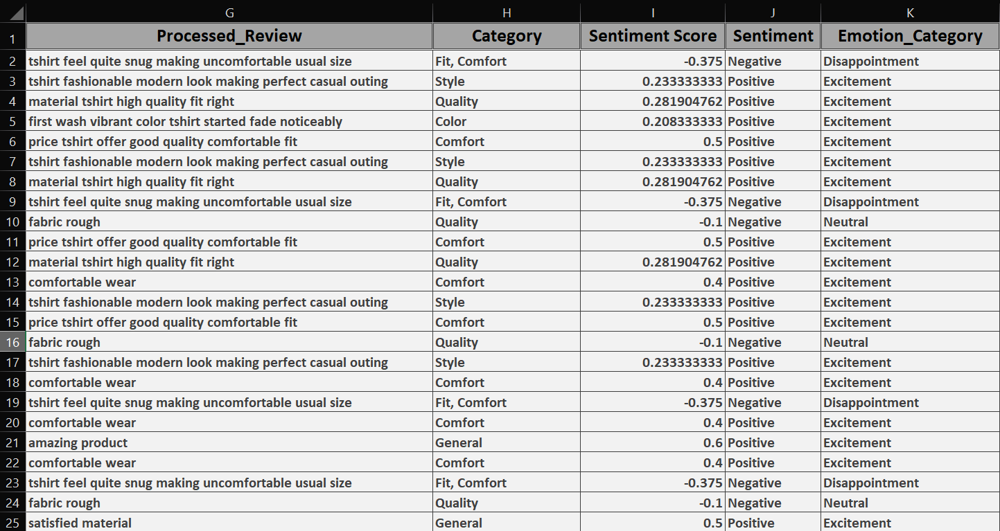 G H I J K
1 Processed_Review Category Sentiment Score Sentiment Emotion_Category
2 tshirt feel quite snug making uncomfortable usual size Fit, Comfort -0.375 Negative Disappointment
3 tshirt fashionable modern look making perfect casual outing Style 0.233333333 Positive Excitement
4 material tshirt high quality fit right Quality 0.281904762 Positive Excitement
5 first wash vibrant color tshirt started fade noticeably Color 0.208333333 Positive Excitement
6 price tshirt offer good quality comfortable fit Comfort 0.5 Positive Excitement
7 tshirt fashionable modern look making perfect casual outing Style 0.233333333 Positive Excitement
8 material tshirt high quality fit right Quality 0.281904762 Positive Excitement
9 tshirt feel quite snug making uncomfortable usual size Fit, Comfort -0.375 Negative Disappointment
10 fabric rough Quality -0.1 Negative Neutral
11 price tshirt offer good quality comfortable fit Comfort 0.5 Positive Excitement
12 material tshirt high quality fit right Quality 0.281904762 Positive Excitement
13 comfortable wear Comfort 0.4 Positive Excitement
14 tshirt fashionable modern look making perfect casual outing Style 0.233333333 Positive Excitement
15 price tshirt offer good quality comfortable fit Comfort 0.5 Positive Excitement
16 fabric rough Quality -0.1 Negative Neutral
17 tshirt fashionable modern look making perfect casual outing Style 0.233333333 Positive Excitement
18 comfortable wear Comfort 0.4 Positive Excitement
19 tshirt feel quite snug making uncomfortable usual size Fit, Comfort -0.375 Negative Disappointment
20 comfortable wear Comfort 0.4 Positive Excitement
21 amazing product General 0.6 Positive Excitement
22 comfortable wear Comfort 0.4 Positive Excitement
23 tshirt feel quite snug making uncomfortable usual size Fit, Comfort -0.375 Negative Disappointment
24 fabric rough Quality -0.1 Negative Neutral
25 satisfied material General 0.5 Positive Excitement